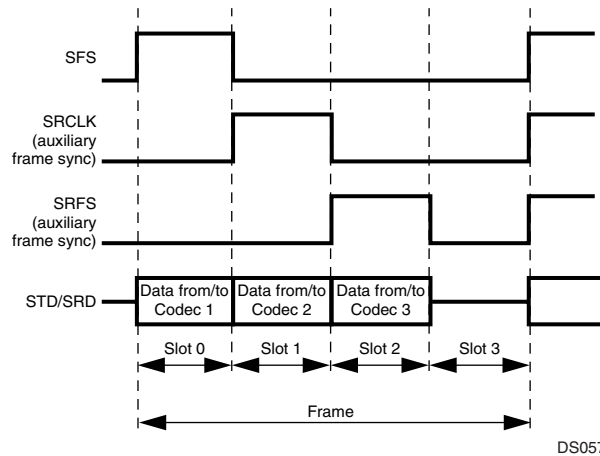 SFS
SRCLK
(auxiliary
frame sync)
SRFS
(auxiliary
frame sync)
STD/SRD
Data from/to
Codec 1
Data from/to
Codec 2
Data from/to
Codec 3
Slot 0
Slot 1
Slot 2
Slot 3
Frame
DS057